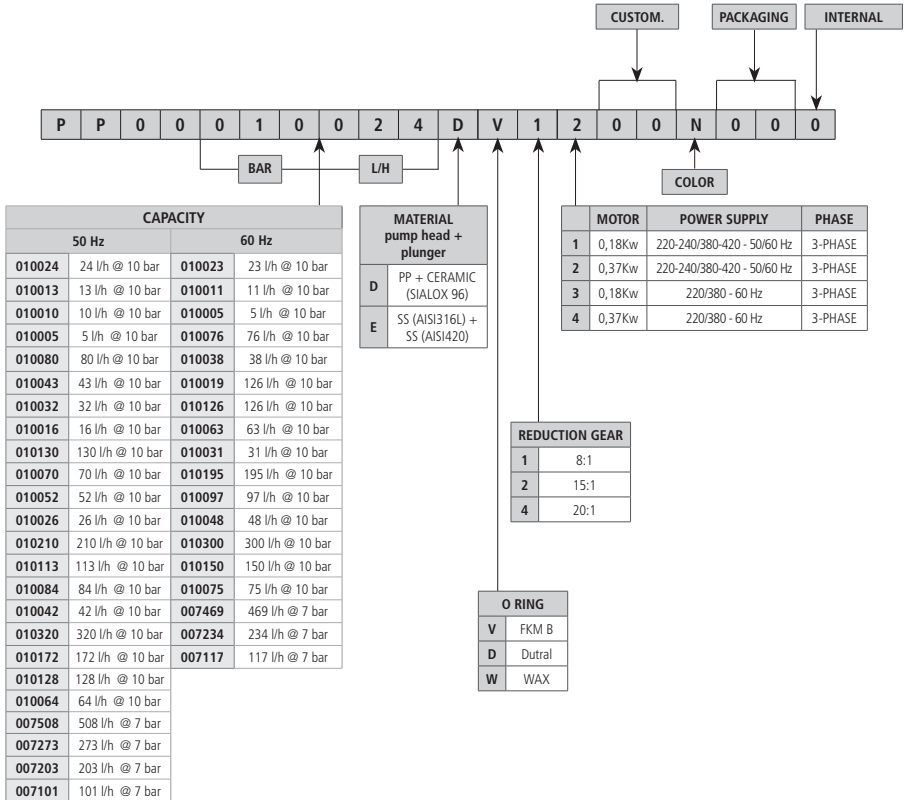 CUSTOM. PACKAGING INTERNAL
P P 0 0 0 1 0 0 2 4 D V 1 2 0 0 N 0 0 0
BAR L/H
COLOR
CAPACITY
50 Hz 60 Hz
010024 24 l/h @ 10 bar 010023 23 l/h @ 10 bar
010013 13 l/h @ 10 bar 010011 11 l/h @ 10 bar
010010 10 l/h @ 10 bar 010005 5 l/h @ 10 bar
010005 5 l/h @ 10 bar 010076 76 l/h @ 10 bar
010080 80 l/h @ 10 bar 010038 38 l/h @ 10 bar
010043 43 l/h @ 10 bar 010019 126 l/h @ 10 bar
010032 32 l/h @ 10 bar 010126 126 l/h @ 10 bar
010016 16 l/h @ 10 bar 010063 63 l/h @ 10 bar
010130 130 l/h @ 10 bar 010031 31 l/h @ 10 bar
010070 70 l/h @ 10 bar 010195 195 l/h @ 10 bar
010052 52 l/h @ 10 bar 010097 97 l/h @ 10 bar
010026 26 l/h @ 10 bar 010048 48 l/h @ 10 bar
010210 210 l/h @ 10 bar 010300 300 l/h @ 10 bar
010113 113 l/h @ 10 bar 010150 150 l/h @ 10 bar
010084 84 l/h @ 10 bar 010075 75 l/h @ 10 bar
010042 42 l/h @ 10 bar 007469 469 l/h @ 7 bar
010320 320 l/h @ 10 bar 007234 234 l/h @ 7 bar
010172 172 l/h @ 10 bar 007117 117 l/h @ 7 bar
010128 128 l/h @ 10 bar
010064 64 l/h @ 10 bar
007508 508 l/h @ 7 bar
007273 273 l/h @ 7 bar
007203 203 l/h @ 7 bar
007101 101 l/h @ 7 bar
MATERIAL
pump head +
plunger
D PP + CERAMIC
(SIALOX 96)
E SS (AISI316L) +
SS (AISI420)
MOTOR POWER SUPPLY PHASE
1 0,18Kw 220-240/380-420 - 50/60 Hz 3-PHASE
2 0,37Kw 220-240/380-420 - 50/60 Hz 3-PHASE
3 0,18Kw 220/380 - 60 Hz 3-PHASE
4 0,37Kw 220/380 - 60 Hz 3-PHASE
REDUCTION GEAR
1 8:1
2 15:1
4 20:1
O RING
V FKM B
D Dutral
W WAX